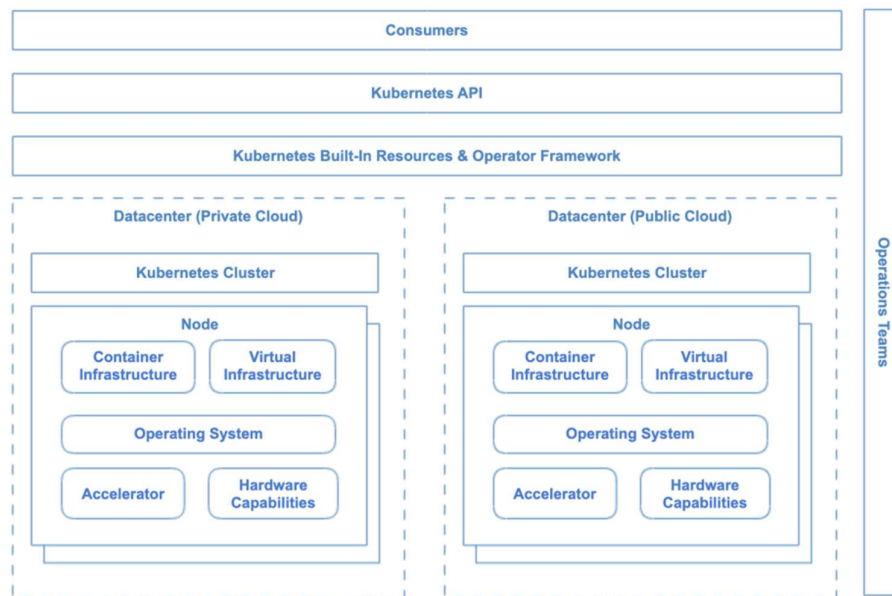 Consumers
Kubernetes API
Kubernetes Built-In Resources & Operator Framework
Datacenter (Private Cloud)
Kubernetes Cluster
Node
Container
Infrastructure
Virtual
Infrastructure
Operating System
Accelerator
Hardware
Capabilities
Datacenter (Public Cloud)
Kubernetes Cluster
Node
Container
Infrastructure
Virtual
Infrastructure
Operating System
Accelerator
Hardware
Capabilities
Operations Teams